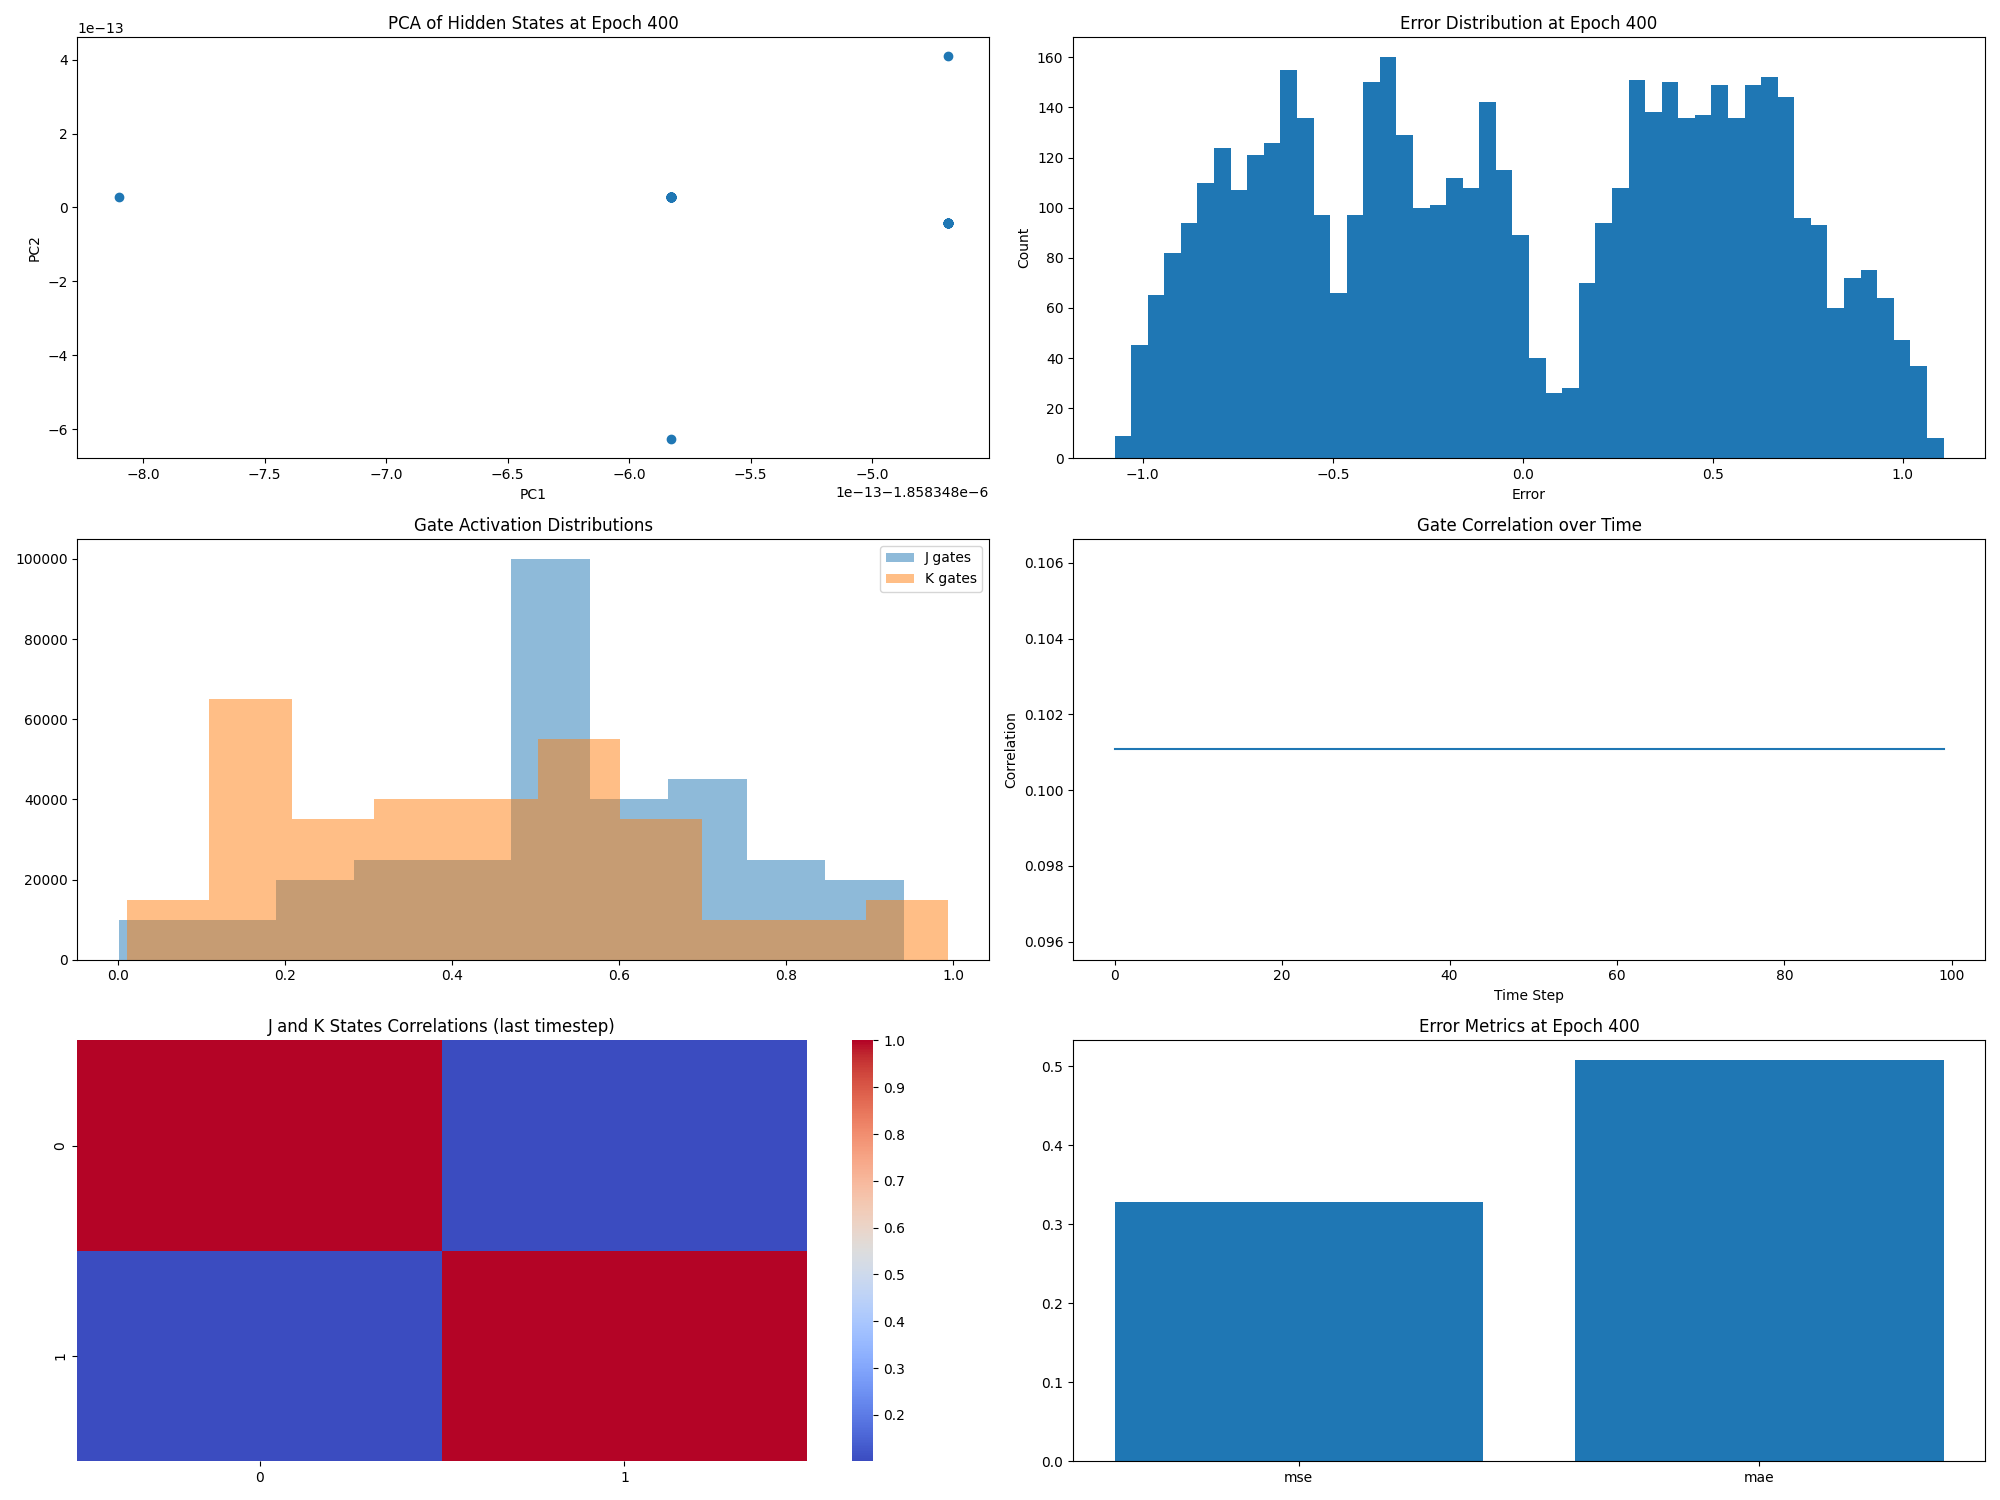 PCA of Hidden States at Epoch 400
1e−13
4
2
0
−2
−4
−6
PC2
−8.0 −7.5 −7.0 −6.5 −6.0 −5.5 −5.0
1e−13−1.858348e−6
PC1
Error Distribution at Epoch 400
160
140
120
100
80
60
40
20
0
Count
−1.0 −0.5 0.0 0.5 1.0
Error
Gate Activation Distributions
J gates
K gates
100000
80000
60000
40000
20000
0
0.0 0.2 0.4 0.6 0.8 1.0
Gate Correlation over Time
0.106
0.104
0.102
0.100
0.098
0.096
Correlation
0 20 40 60 80 100
Time Step
J and K States Correlations (last timestep)
0
1
0 1
1.0
0.9
0.8
0.7
0.6
0.5
0.4
0.3
0.2
Error Metrics at Epoch 400
0.5
0.4
0.3
0.2
0.1
0.0
mse mae